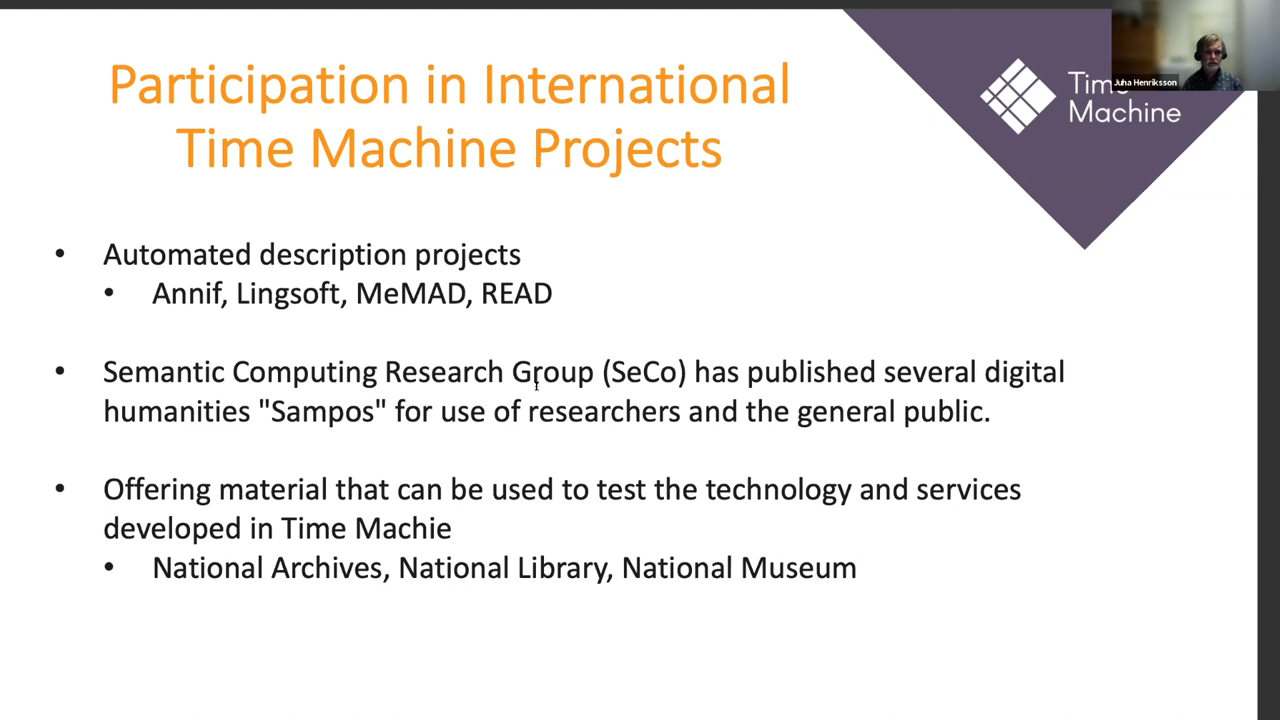 Participation in International
Time Machine Projects
Time
Machine
Juha Henriksson
• Automated description projects
• Annif, Lingsoft, MeMAD, READ
• Semantic Computing Research Group (SeCo) has published several digital
humanities "Sampos" for use of researchers and the general public.
• Offering material that can be used to test the technology and services
developed in Time Machie
• National Archives, National Library, National Museum